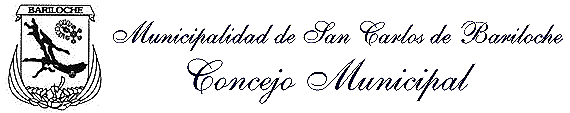 BARILOCHE
Municipalidad de San Carlos de Bariloche
Concejo Municipal